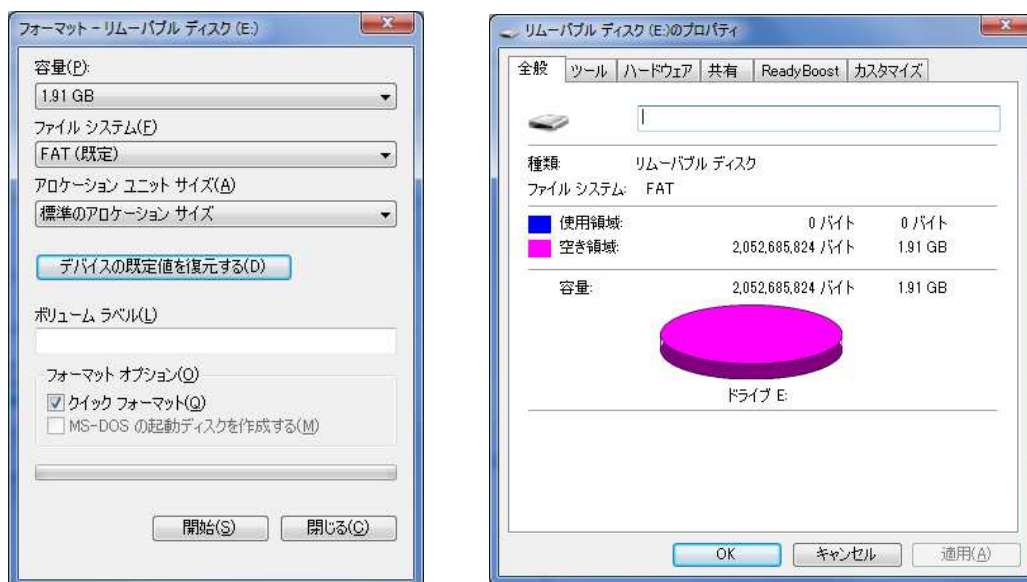 フォーマット - リムーバブル ディスク (E:)
容量(P):
1.91 GB
ファイル システム(F)
FAT (既定)
アロケーション ユニット サイズ(A)
標準のアロケーション サイズ
デバイスの既定値を復元する(D)
ボリューム ラベル(L)
フォーマット オプション(O)
クイック フォーマット(Q)
MS-DOS の起動ディスクを作成する(M)
開始(S) 閉じる(C)
リムーバブル ディスク (E:)のプロパティ
全般 ツール ハードウェア 共有 ReadyBoost カスタマイズ
種類: リムーバブル ディスク
ファイル システム: FAT
使用領域: 0 バイト 0 バイト
空き領域: 2,052,685,824 バイト 1.91 GB
容量: 2,052,685,824 バイト 1.91 GB
ドライブ E:
OK キャンセル 適用(A)